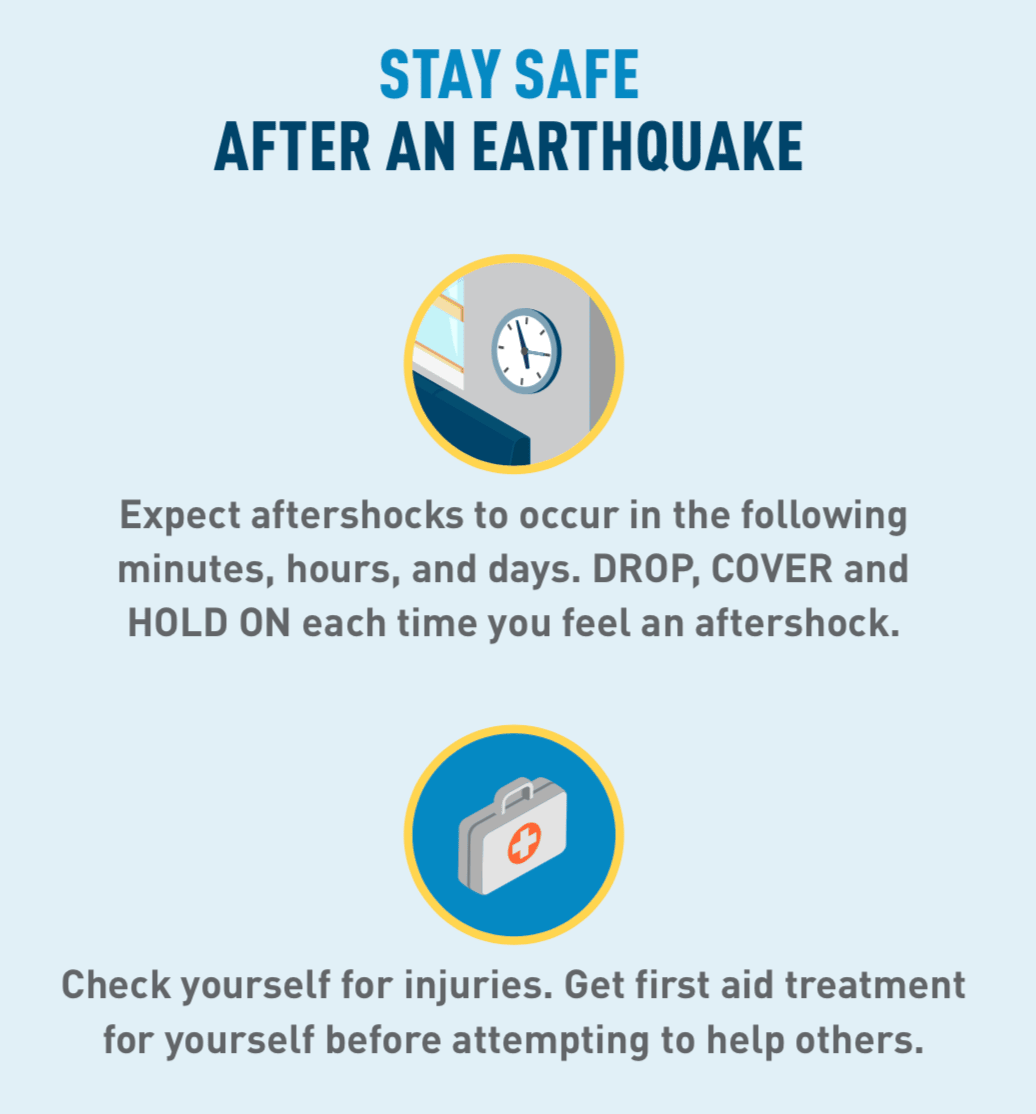 STAY SAFE
AFTER AN EARTHQUAKE
Expect aftershocks to occur in the following
minutes, hours, and days. DROP, COVER and
HOLD ON each time you feel an aftershock.
Check yourself for injuries. Get first aid treatment
for yourself before attempting to help others.